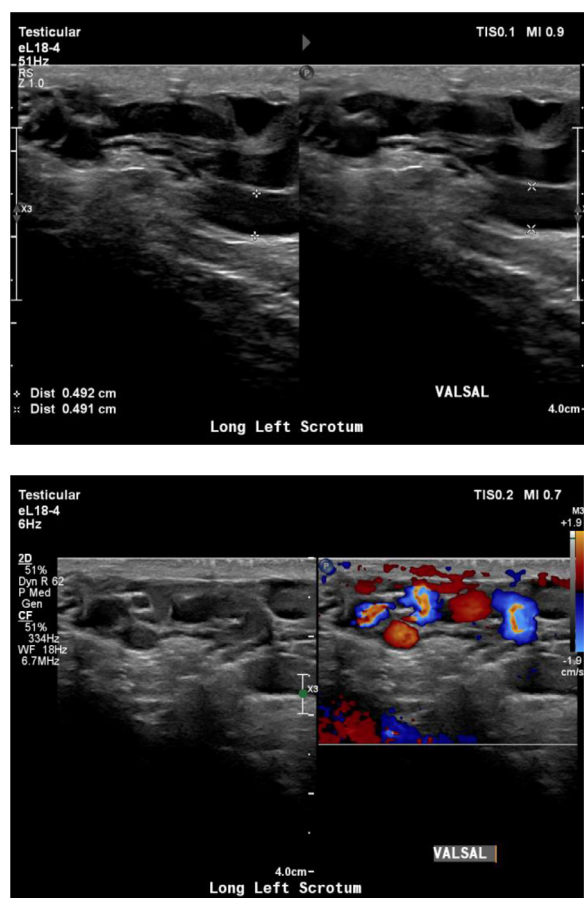 Testicular
TIS0.1 MI 0.9
eL18-4
51Hz
RS
Z 1.0
P
X3
Dist 0.492 cm
Dist 0.491 cm
VALSAL
4.0cm
Long Left Scrotum
Testicular
TIS0.2 MI 0.7
eL18-4
6Hz
M3
+1.9
2D
51%
Dyn R 62
P Med
Gen
CF
51%
334Hz
WF 18Hz
6.7MHz
P
-1.9
cm/s
X3
VALSAL
4.0cm
Long Left Scrotum